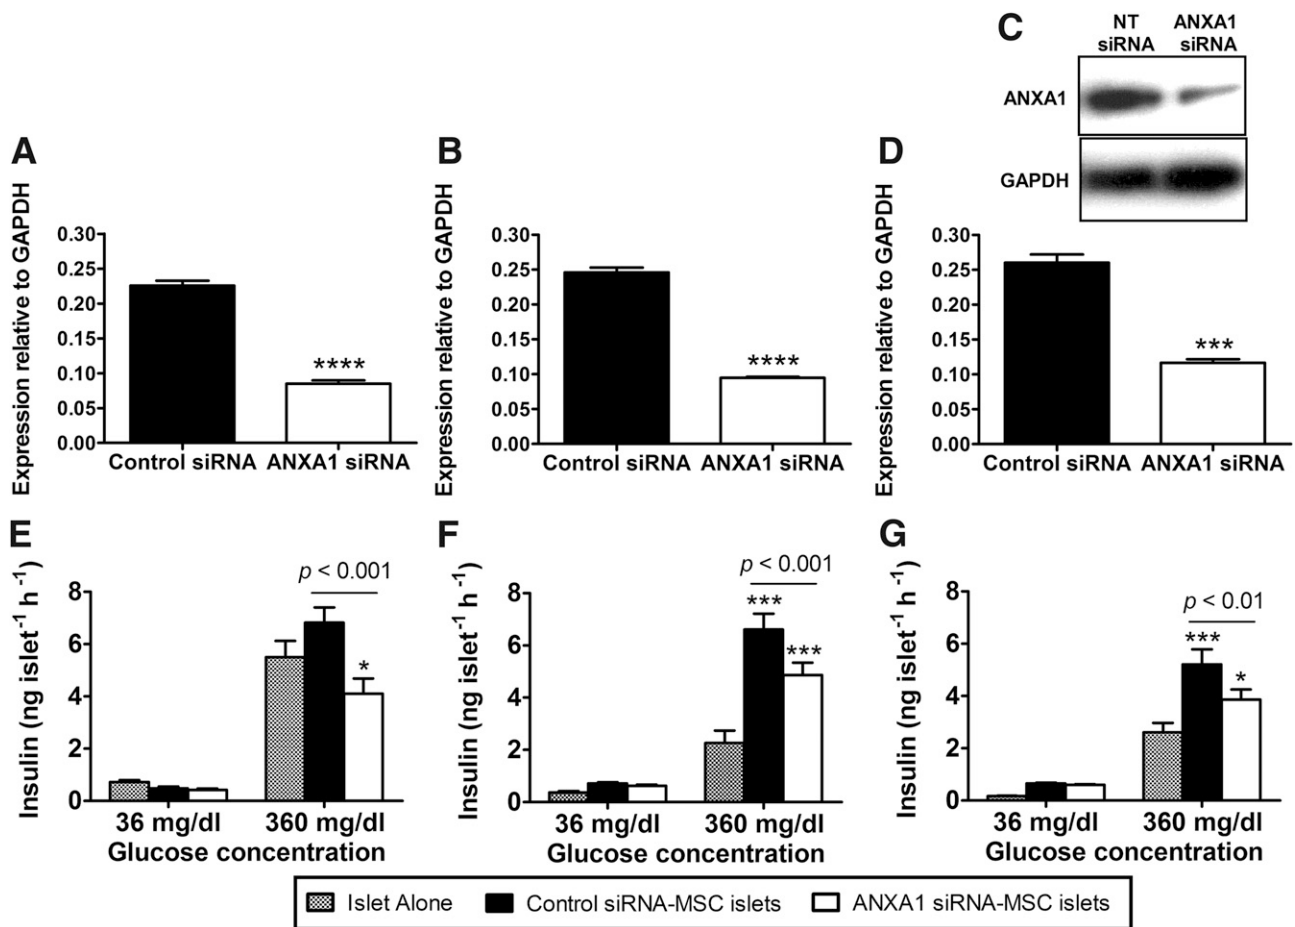 C
NT siRNA
ANXA1 siRNA
ANXA1
GAPDH
A
Expression relative to GAPDH
0.30
0.25
0.20
0.15
0.10
0.05
0.00
****
Control siRNA ANXA1 siRNA
B
Expression relative to GAPDH
0.30
0.25
0.20
0.15
0.10
0.05
0.00
****
Control siRNA ANXA1 siRNA
D
Expression relative to GAPDH
0.30
0.25
0.20
0.15
0.10
0.05
0.00
***
Control siRNA ANXA1 siRNA
E
Insulin (ng islet⁻¹ h⁻¹)
8
6
4
2
0
p < 0.001
*
36 mg/dl 360 mg/dl
Glucose concentration
F
Insulin (ng islet⁻¹ h⁻¹)
8
6
4
2
0
p < 0.001
***
***
36 mg/dl 360 mg/dl
Glucose concentration
G
Insulin (ng islet⁻¹ h⁻¹)
8
6
4
2
0
p < 0.01
***
*
36 mg/dl 360 mg/dl
Glucose concentration
Islet Alone Control siRNA-MSC islets ANXA1 siRNA-MSC islets